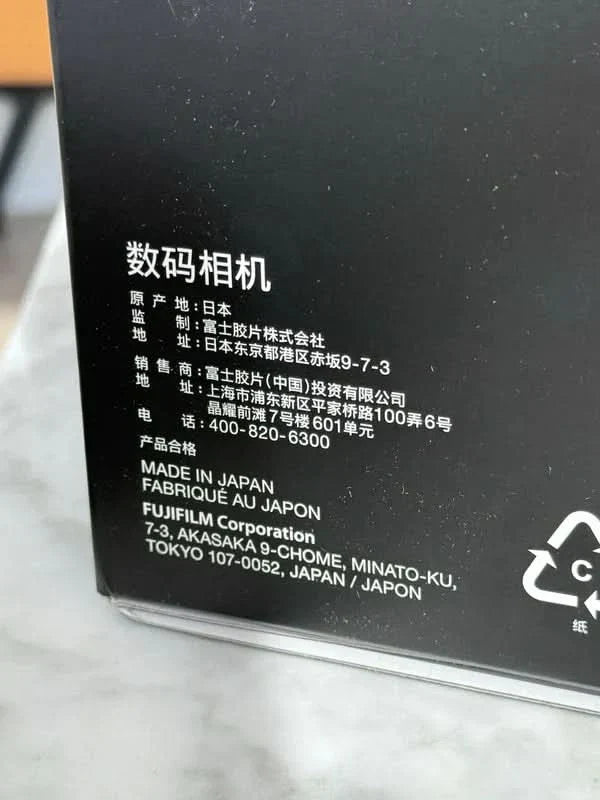 数码相机
原产地:日本
监制:富士胶片株式会社
地址:日本东京都港区赤坂9-7-3
销售商:富士胶片(中国)投资有限公司
地址:上海市浦东新区平家桥路100弄6号
晶耀前滩7号楼601单元
电话:400-820-6300
产品合格
MADE IN JAPAN
FABRIQUÉ AU JAPON
FUJIFILM Corporation
7-3, AKASAKA 9-CHOME, MINATO-KU,
TOKYO 107-0052, JAPAN / JAPON
C
纸